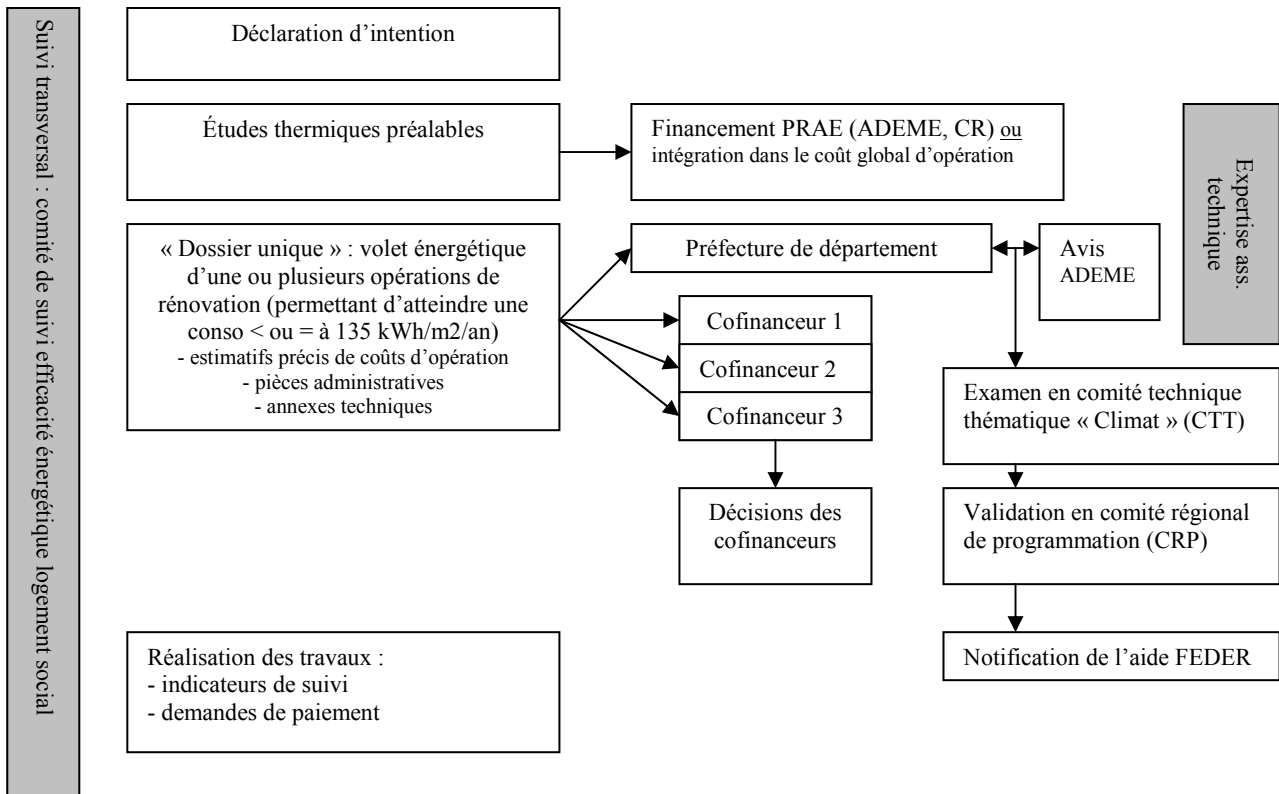 Suivi transversal : comité de suivi efficacité énergétique logement social
Déclaration d’intention
Études thermiques préalables
Financement PRAE (ADEME, CR) ou
intégration dans le coût global d’opération
Expertise ass.
technique
« Dossier unique » : volet énergétique
d’une ou plusieurs opérations de
rénovation (permettant d’atteindre une
conso < ou = à 135 kWh/m2/an)
- estimatifs précis de coûts d’opération
- pièces administratives
- annexes techniques
Préfecture de département
Avis
ADEME
Cofinanceur 1
Cofinanceur 2
Cofinanceur 3
Décisions des
cofinanceurs
Examen en comité technique
thématique « Climat » (CTT)
Validation en comité régional
de programmation (CRP)
Notification de l’aide FEDER
Réalisation des travaux :
- indicateurs de suivi
- demandes de paiement